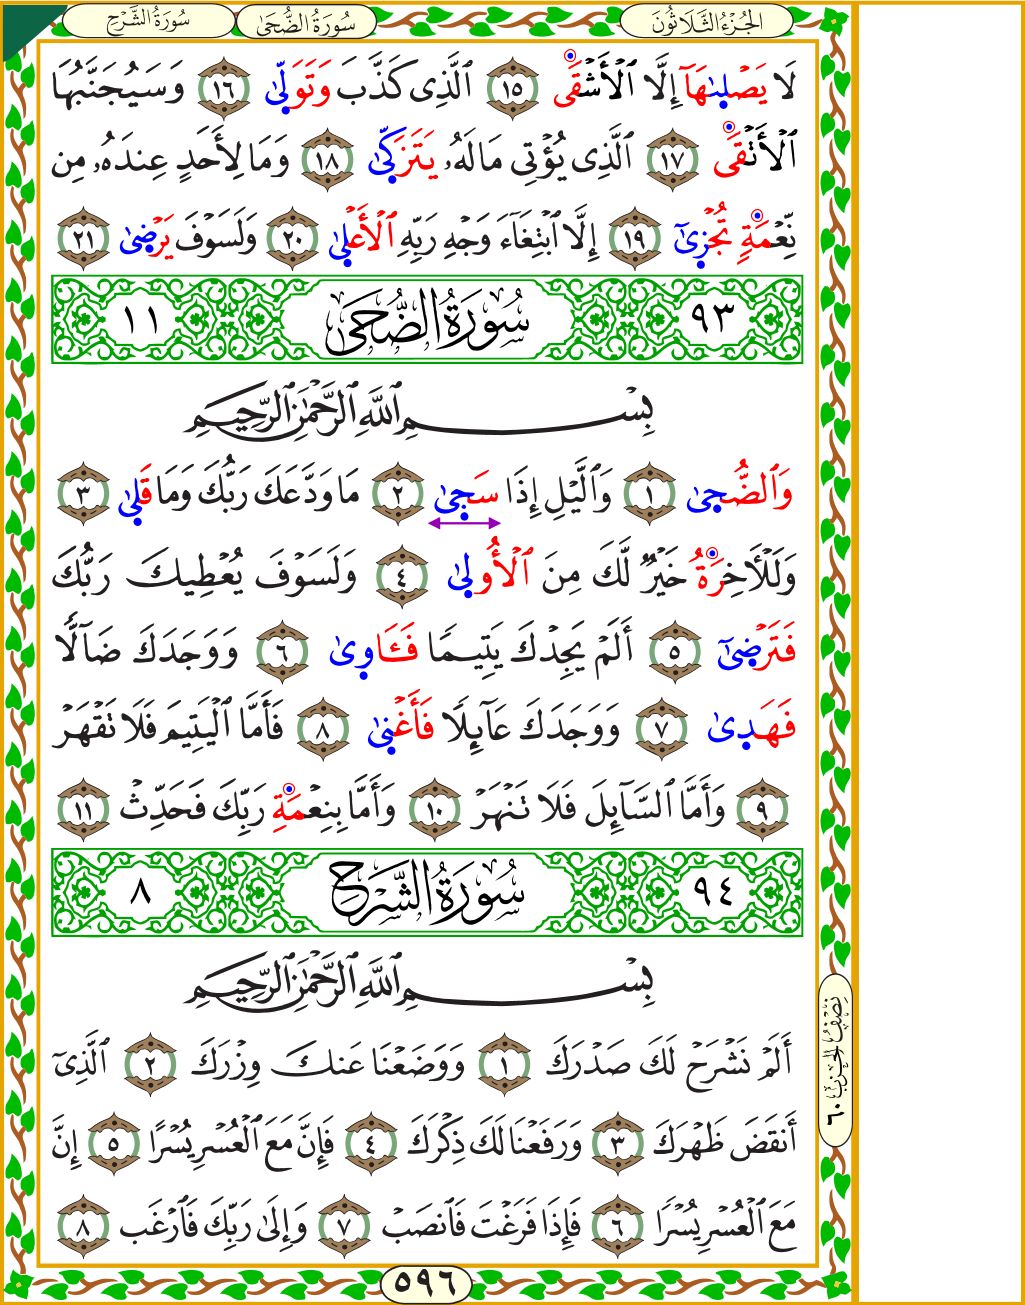 الجُزْءُ الثَّلَاثُونَ
سُورَةُ الضُّحَىٰ
سُورَةُ الشَّرْحِ
لَا يَصْلَىٰهَآ إِلَّا ٱلْأَشْقَى ١٥ ٱلَّذِى كَذَّبَ وَتَوَلَّىٰ ١٦ وَسَيُجَنَّبُهَا
ٱلْأَتْقَى ١٧ ٱلَّذِى يُؤْتِى مَالَهُۥ يَتَزَكَّىٰ ١٨ وَمَا لِأَحَدٍ عِندَهُۥ مِن
نِّعْمَةٍ تُجْزَىٰٓ ١٩ إِلَّا ٱبْتِغَآءَ وَجْهِ رَبِّهِ ٱلْأَعْلَىٰ ٢٠ وَلَسَوْفَ يَرْضَىٰ ٢١
٩٣ سُورَةُ الضُّحَىٰ ١١
بِسْمِ ٱللَّهِ ٱلرَّحْمَٰنِ ٱلرَّحِيمِ
وَٱلضُّحَىٰ ١ وَٱلَّيْلِ إِذَا سَجَىٰ ٢ مَا وَدَّعَكَ رَبُّكَ وَمَا قَلَىٰ ٣
وَلَلْأَخِرَةُ خَيْرٌ لَّكَ مِنَ ٱلْأُولَىٰ ٤ وَلَسَوْفَ يُعْطِيكَ رَبُّكَ
فَتَرْضَىٰٓ ٥ أَلَمْ يَجِدْكَ يَتِيمًا فَـَٔاوَىٰ ٦ وَوَجَدَكَ ضَآلًّا
فَهَدَىٰ ٧ وَوَجَدَكَ عَآئِلًا فَأَغْنَىٰ ٨ فَأَمَّا ٱلْيَتِيمَ فَلَا تَقْهَرْ
٩ وَأَمَّا ٱلسَّآئِلَ فَلَا تَنْهَرْ ١٠ وَأَمَّا بِنِعْمَةِ رَبِّكَ فَحَدِّثْ ١١
٩٤ سُورَةُ الشَّرْحِ ٨
بِسْمِ ٱللَّهِ ٱلرَّحْمَٰنِ ٱلرَّحِيمِ
أَلَمْ نَشْرَحْ لَكَ صَدْرَكَ ١ وَوَضَعْنَا عَنكَ وِزْرَكَ ٢ ٱلَّذِىٓ
أَنقَضَ ظَهْرَكَ ٣ وَرَفَعْنَا لَكَ ذِكْرَكَ ٤ فَإِنَّ مَعَ ٱلْعُسْرِ يُسْرًا ٥ إِنَّ
مَعَ ٱلْعُسْرِ يُسْرًا ٦ فَإِذَا فَرَغْتَ فَٱنصَبْ ٧ وَإِلَىٰ رَبِّكَ فَٱرْغَب ٨
نِصْفُ الحِزْبِ ٦٠
٥٩٦